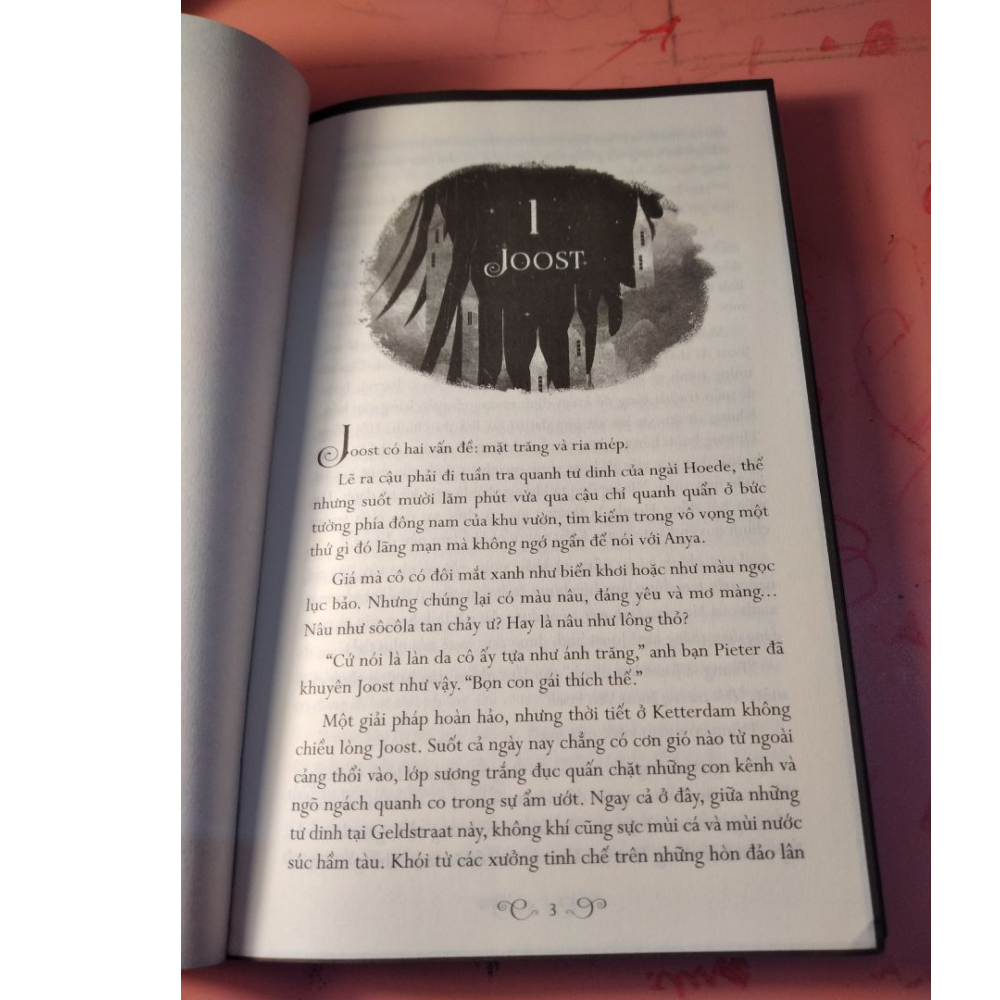 1
JOOST
Joost có hai vấn đề: mặt trăng và ria mép.
Lẽ ra cậu phải đi tuần tra quanh tư dinh của ngài Hoede, thế
nhưng suốt mười lăm phút vừa qua cậu chỉ quanh quẩn ở bức
tường phía đông nam của khu vườn, tìm kiếm trong vô vọng một
thứ gì đó lãng mạn mà không ngớ ngẩn để nói với Anya.
Giá mà cô có đôi mắt xanh như biển khơi hoặc như màu ngọc
lục bảo. Nhưng chúng lại có màu nâu, đáng yêu và mơ màng...
Nâu như sôcôla tan chảy ư? Hay là nâu như lông thỏ?
“Cứ nói là làn da cô ấy tựa như ánh trăng,” anh bạn Pieter đã
khuyên Joost như vậy. “Bọn con gái thích thế.”
Một giải pháp hoàn hảo, nhưng thời tiết ở Ketterdam không
chiều lòng Joost. Suốt cả ngày nay chẳng có cơn gió nào từ ngoài
cảng thổi vào, lớp sương trắng đục quấn chặt những con kênh và
ngõ ngách quanh co trong sự ẩm ướt. Ngay cả ở đây, giữa những
tư dinh tại Geldstraat này, không khí cũng sực mùi cá và mùi nước
súc hầm tàu. Khói từ các xưởng tinh chế trên những hòn đảo lân
3